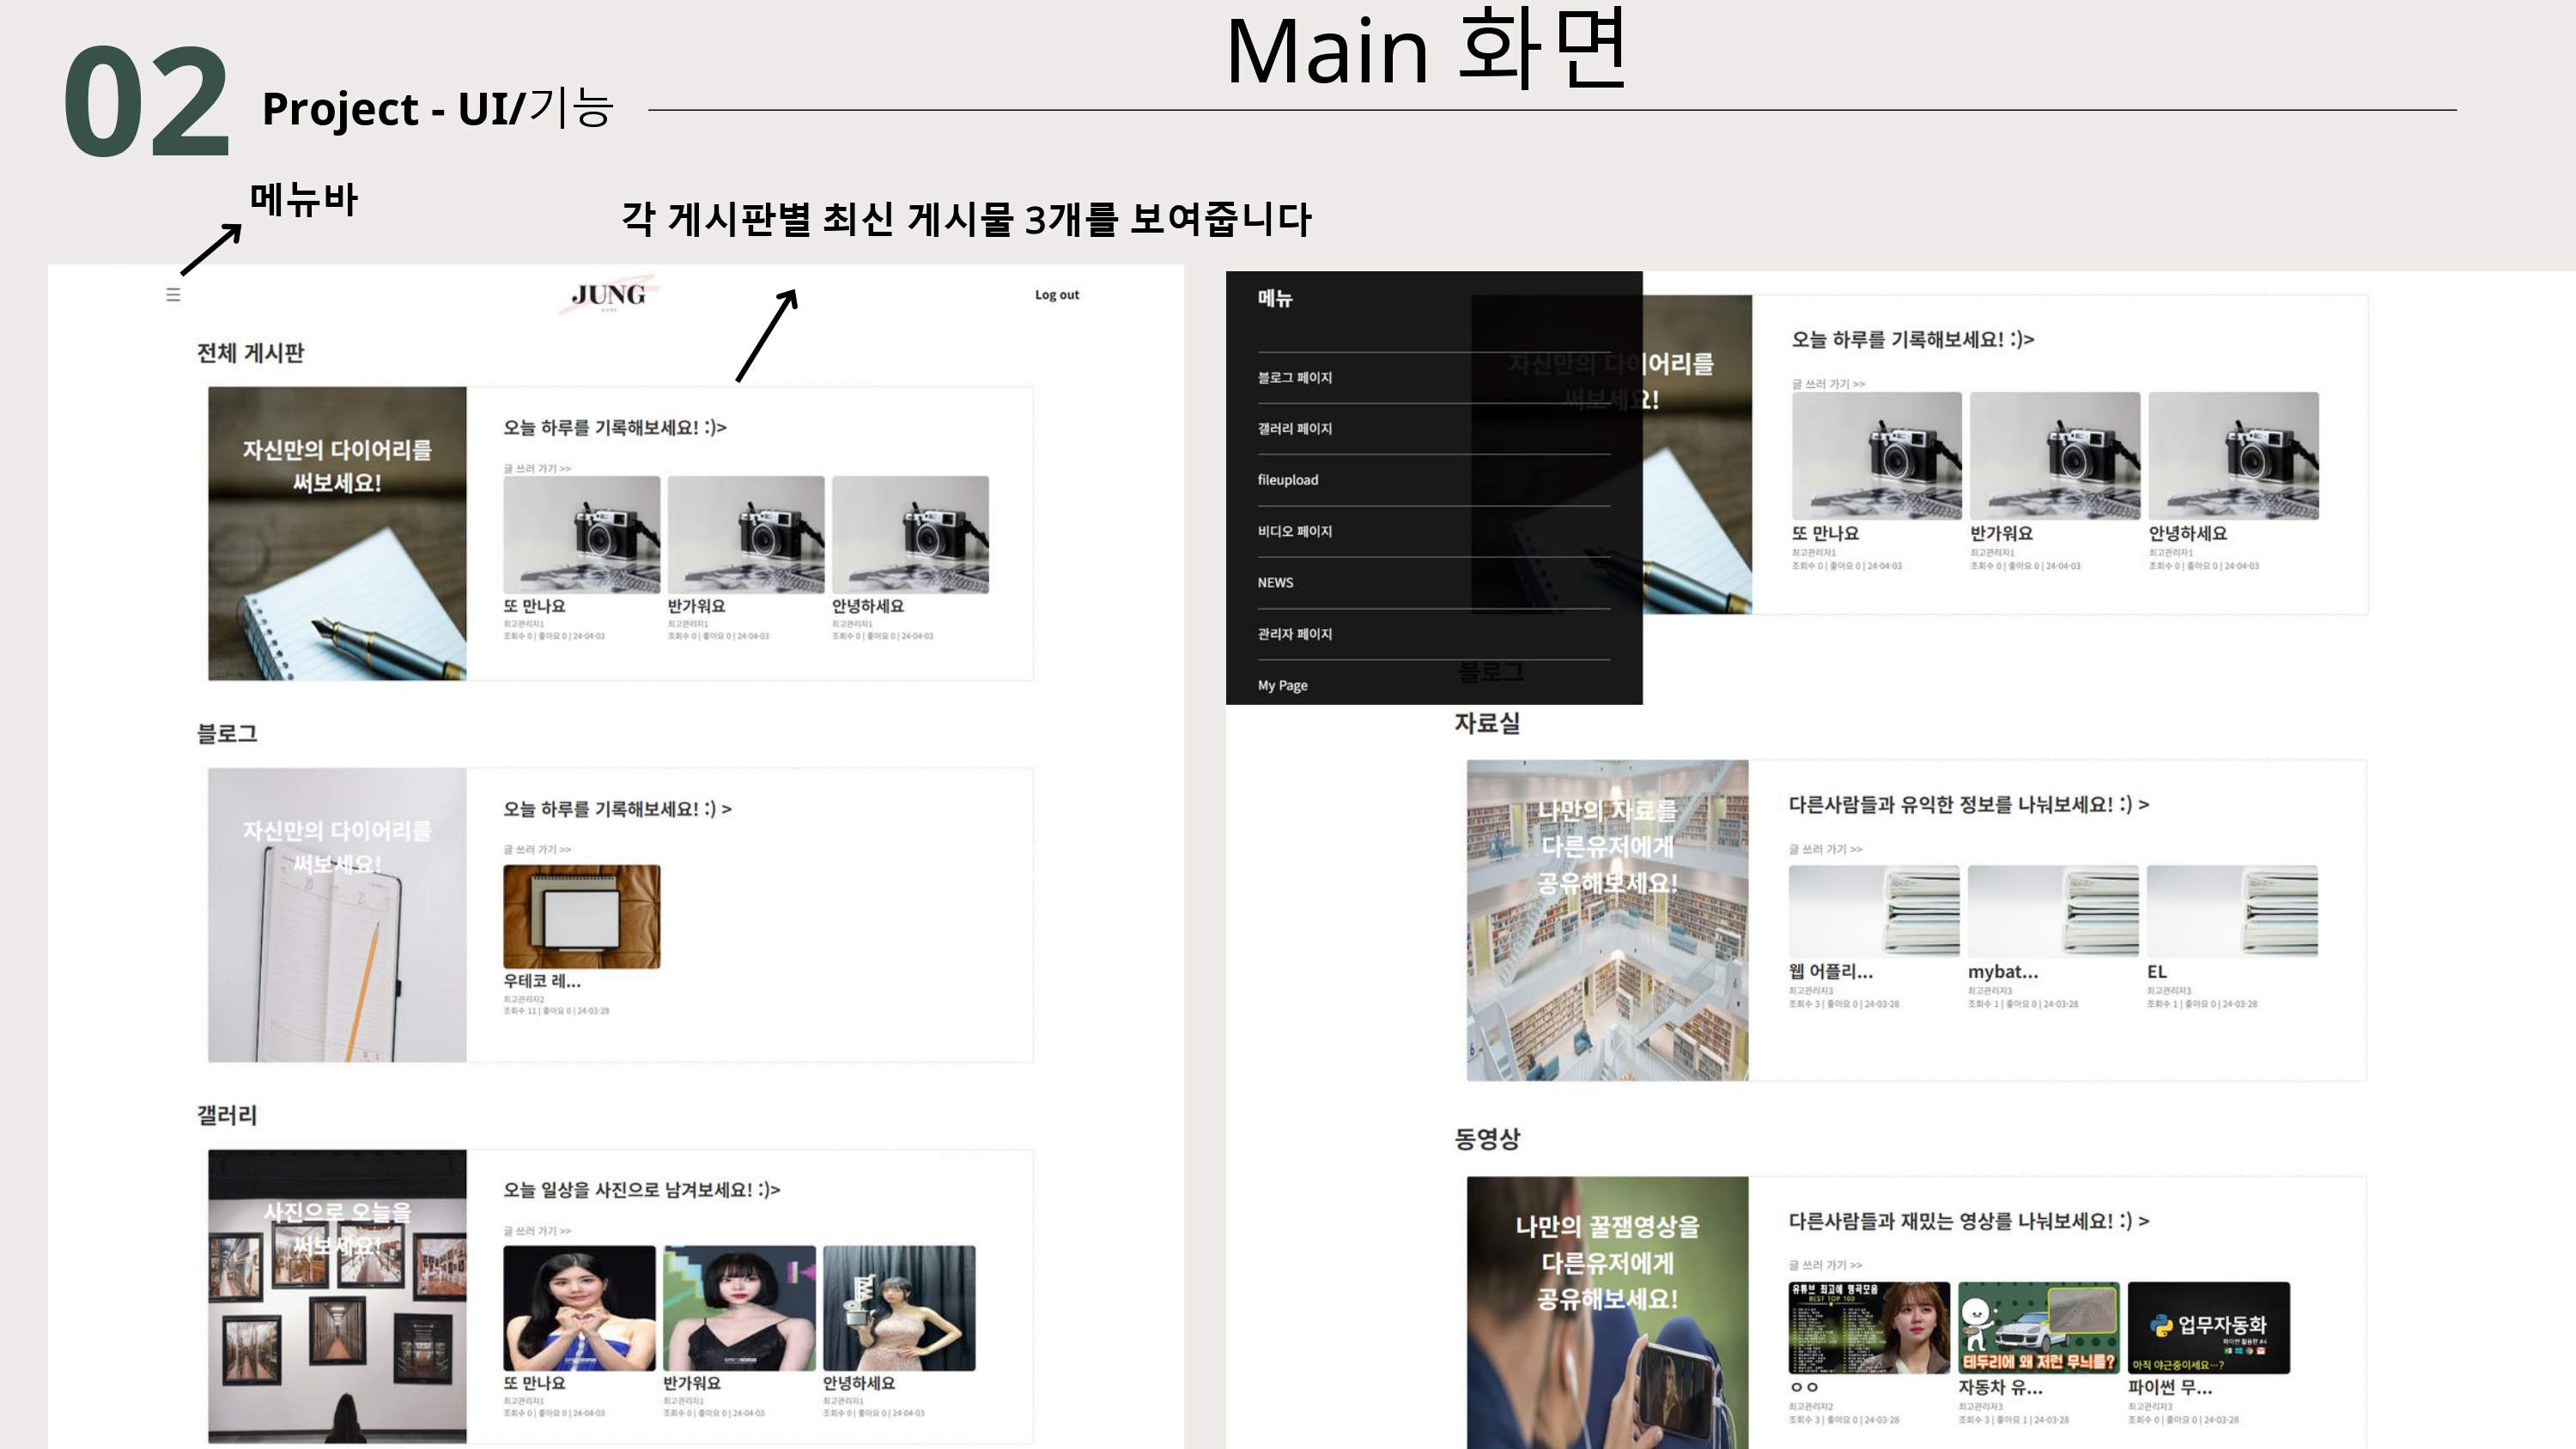 Main 화면
02
Project - UI/기능
메뉴바
각 게시판별 최신 게시물 3개를 보여줍니다
☰
JUNG
Log out
전체 게시판
자신만의 다이어리를
써보세요!
오늘 하루를 기록해보세요! :)>
글 쓰러 가기 >>
또 만나요
반가워요
안녕하세요
최고관리자1
최고관리자1
최고관리자1
조회수 0 | 좋아요 0 | 24-04-03
조회수 0 | 좋아요 0 | 24-04-03
조회수 0 | 좋아요 0 | 24-04-03
블로그
자신만의 다이어리를
써보세요!
오늘 하루를 기록해보세요! :) >
글 쓰러 가기 >>
우테코 레...
최고관리자2
조회수 11 | 좋아요 0 | 24-03-28
갤러리
사진으로 오늘을
써보세요!
오늘 일상을 사진으로 남겨보세요! :)>
글 쓰러 가기 >>
또 만나요
반가워요
안녕하세요
최고관리자1
최고관리자1
최고관리자1
조회수 0 | 좋아요 0 | 24-04-03
조회수 0 | 좋아요 0 | 24-04-03
조회수 0 | 좋아요 0 | 24-04-03
메뉴
블로그 페이지
갤러리 페이지
fileupload
비디오 페이지
NEWS
관리자 페이지
My Page
자신만의 다이어리를
써보세요!
블로그
오늘 하루를 기록해보세요! :)>
글 쓰러 가기 >>
또 만나요
반가워요
안녕하세요
최고관리자1
최고관리자1
최고관리자1
조회수 0 | 좋아요 0 | 24-04-03
조회수 0 | 좋아요 0 | 24-04-03
조회수 0 | 좋아요 0 | 24-04-03
자료실
나만의 자료를
다른유저에게
공유해보세요!
다른사람들과 유익한 정보를 나눠보세요! :) >
글 쓰러 가기 >>
웹 어플리...
mybat...
EL
최고관리자3
최고관리자3
최고관리자3
조회수 3 | 좋아요 0 | 24-03-28
조회수 1 | 좋아요 0 | 24-03-28
조회수 1 | 좋아요 0 | 24-03-28
동영상
나만의 꿀잼영상을
다른유저에게
공유해보세요!
다른사람들과 재밌는 영상를 나눠보세요! :) >
글 쓰러 가기 >>
유튜브 최고에 명곡모음
BEST TOP 100
테두리에 왜 저런 무늬를?
업무자동화
아직 야근중이세요…?
ㅇㅇ
자동차 유...
파이썬 무...
최고관리자2
최고관리자3
최고관리자3
조회수 3 | 좋아요 0 | 24-03-28
조회수 3 | 좋아요 1 | 24-03-28
조회수 0 | 좋아요 0 | 24-03-28